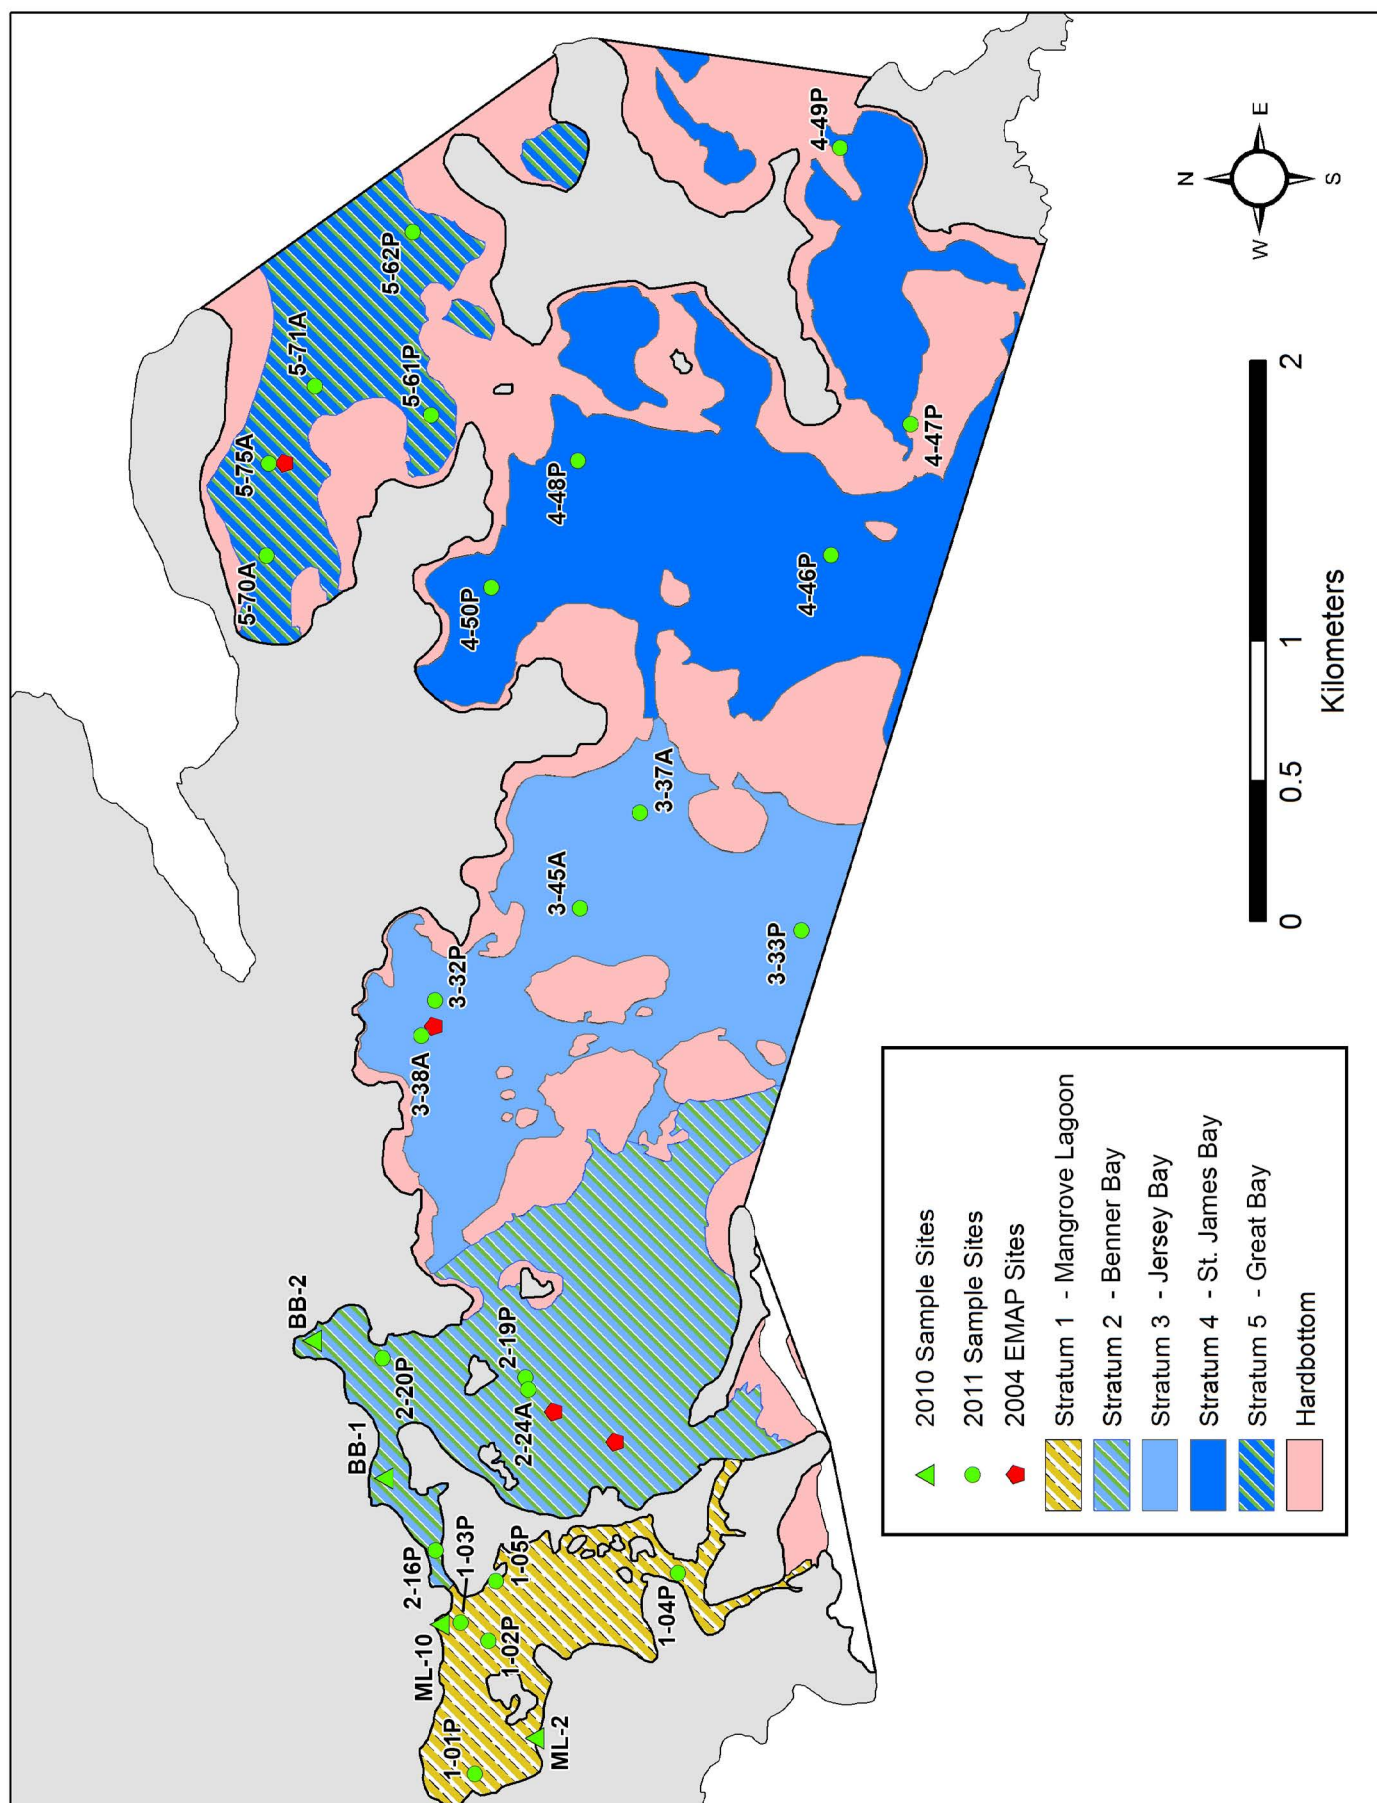 1-01P
ML-2
ML-10
1-02P
1-03P
1-05P
1-04P
2-16P
BB-1
BB-2
2-20P
2-19P
2-24A
3-38A
3-32P
3-45A
3-33P
3-37A
4-50P
4-48P
4-46P
4-47P
4-49P
5-70A
5-75A
5-71A
5-61P
5-62P
2010 Sample Sites
2011 Sample Sites
2004 EMAP Sites
Stratum 1 - Mangrove Lagoon
Stratum 2 - Benner Bay
Stratum 3 - Jersey Bay
Stratum 4 - St. James Bay
Stratum 5 - Great Bay
Hardbottom
0 0.5 1 2
Kilometers
N
W E
S